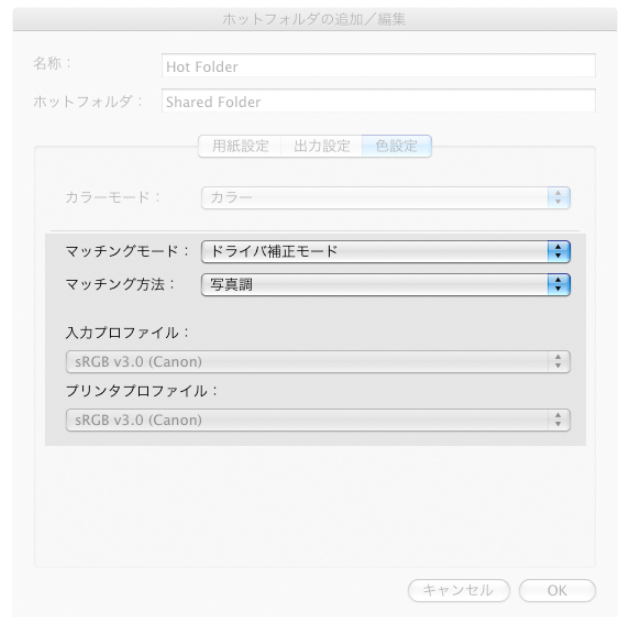 ホットフォルダの追加／編集
名称： Hot Folder
ホットフォルダ： Shared Folder
用紙設定 出力設定 色設定
カラーモード： カラー
マッチングモード： ドライバ補正モード
マッチング方法： 写真調
入力プロファイル：
sRGB v3.0 (Canon)
プリンタプロファイル：
sRGB v3.0 (Canon)
キャンセル OK